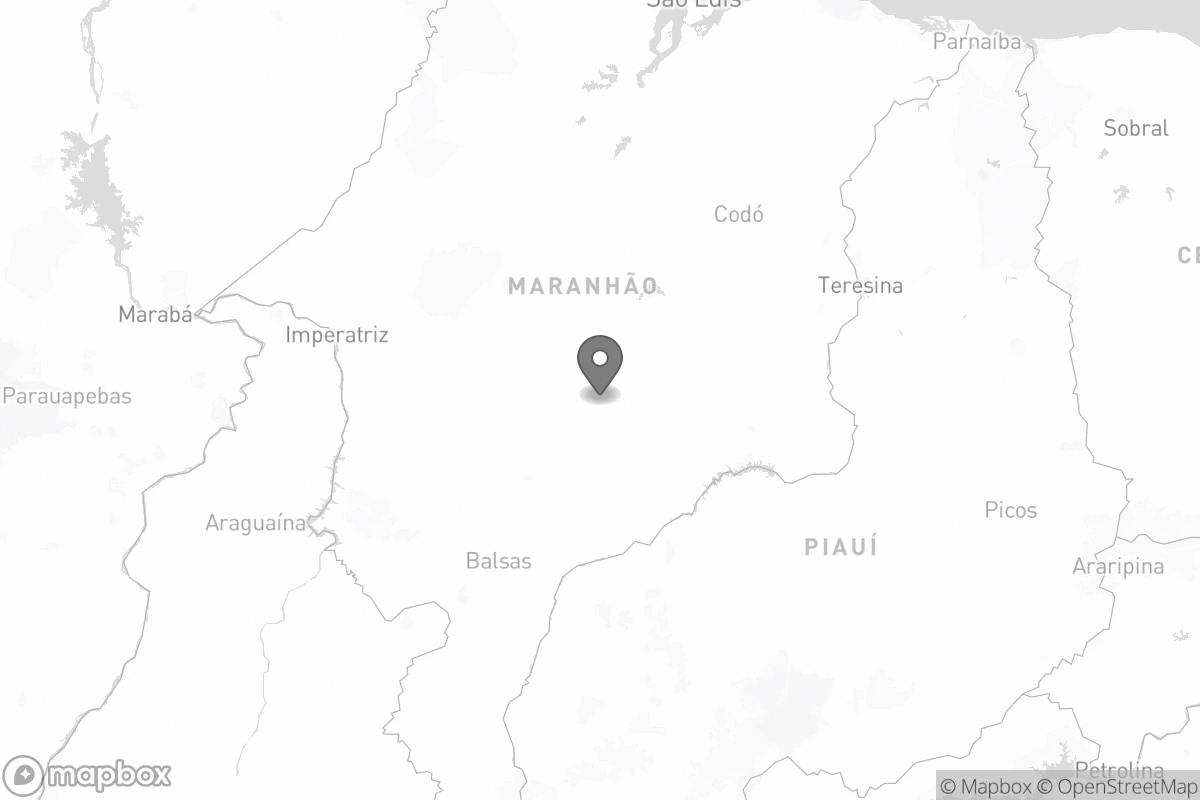 São Luís
Parnaíba
Sobral
Codó
CE
MARANHÃO
Teresina
Marabá
Imperatriz
Parauapebas
Picos
Araguaína
PIAUÍ
Balsas
Araripina
Petrolina
mapbox
© Mapbox © OpenStreetMap